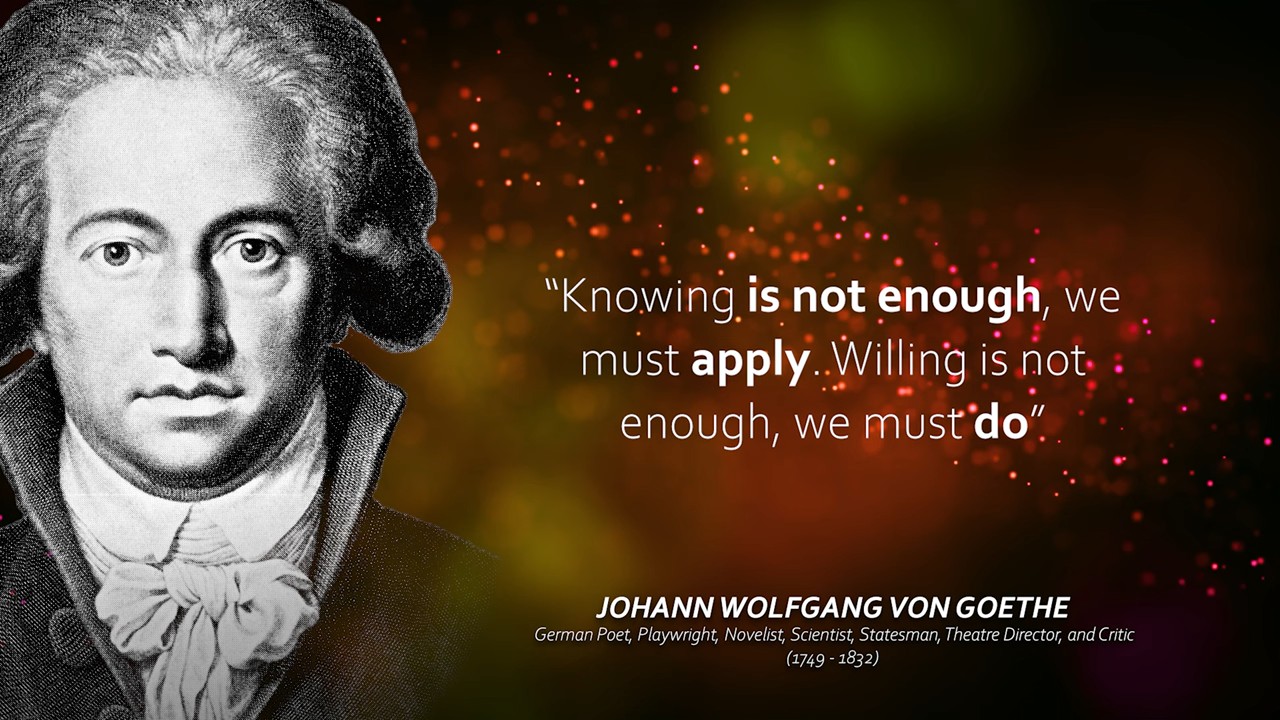 “Knowing is not enough, we
must apply. Willing is not
enough, we must do”
JOHANN WOLFGANG VON GOETHE
German Poet, Playwright, Novelist, Scientist, Statesman, Theatre Director, and Critic
(1749 - 1832)